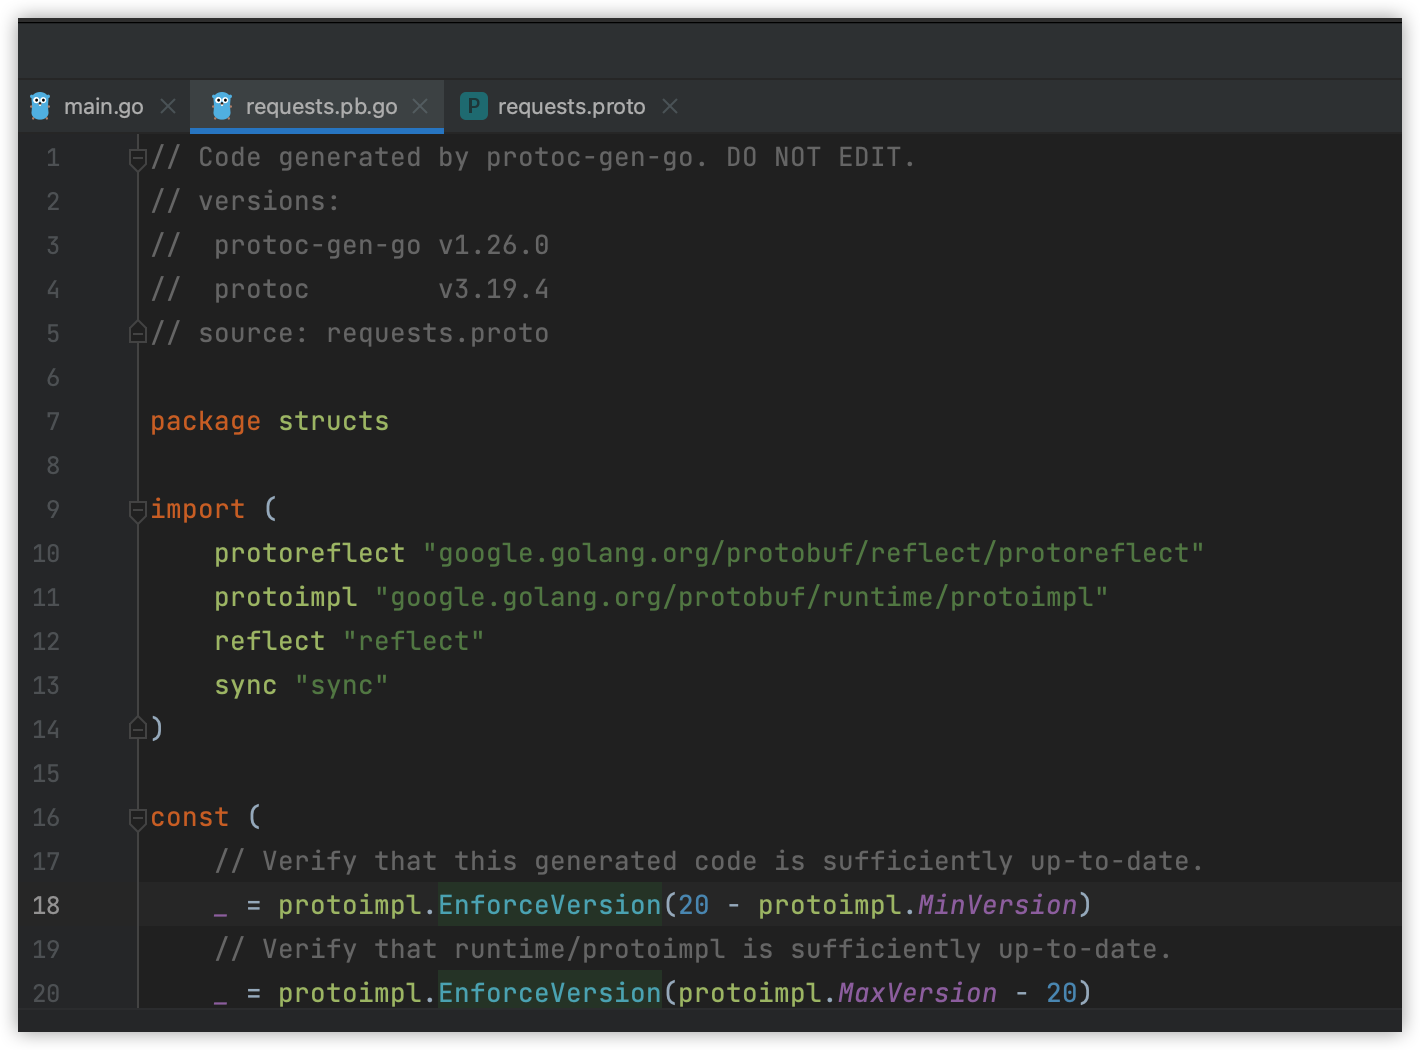 main.go requests.pb.go P requests.proto
1 // Code generated by protoc-gen-go. DO NOT EDIT.
2 // versions:
3 //  protoc-gen-go v1.26.0
4 //  protoc        v3.19.4
5 // source: requests.proto
6
7 package structs
8
9 import (
10     protoreflect "google.golang.org/protobuf/reflect/protoreflect"
11     protoimpl "google.golang.org/protobuf/runtime/protoimpl"
12     reflect "reflect"
13     sync "sync"
14 )
15
16 const (
17     // Verify that this generated code is sufficiently up-to-date.
18     _ = protoimpl.EnforceVersion(20 - protoimpl.MinVersion)
19     // Verify that runtime/protoimpl is sufficiently up-to-date.
20     _ = protoimpl.EnforceVersion(protoimpl.MaxVersion - 20)